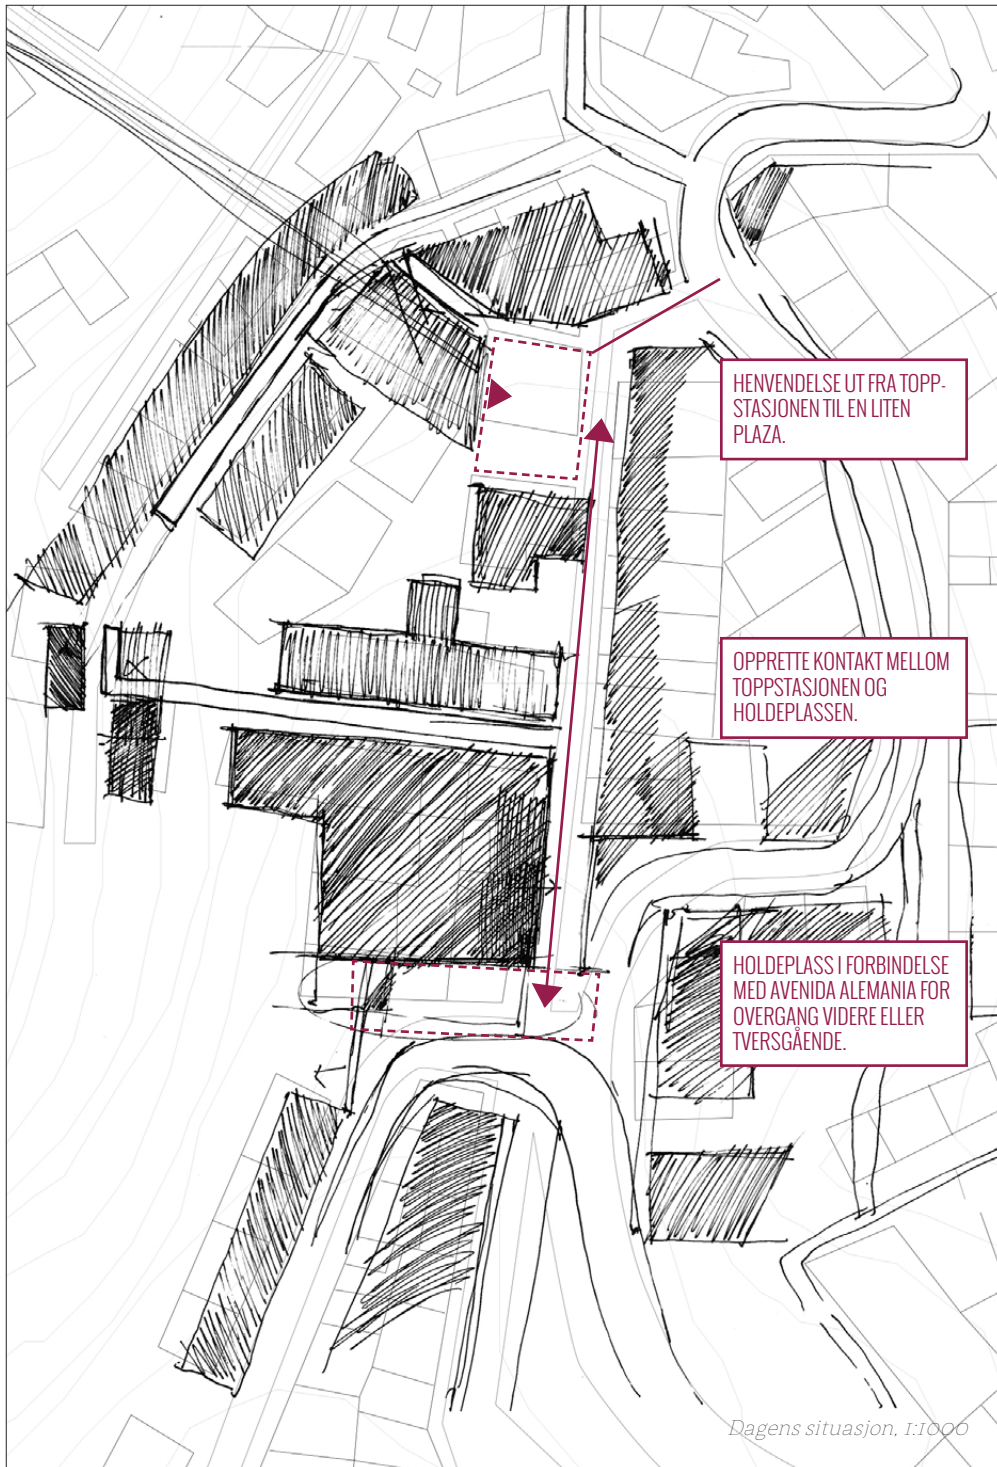 HENVENDELSE UT FRA TOPP-
STASJONEN TIL EN LITEN
PLAZA.
OPPRETTE KONTAKT MELLOM
TOPPSTASJONEN OG
HOLDEPLASSEN.
HOLDEPLASS I FORBINDELSE
MED AVENIDA ALEMANIA FOR
OVERGANG VIDERE ELLER
TVERSGÅENDE.
Dagens situasjon, 1:1000